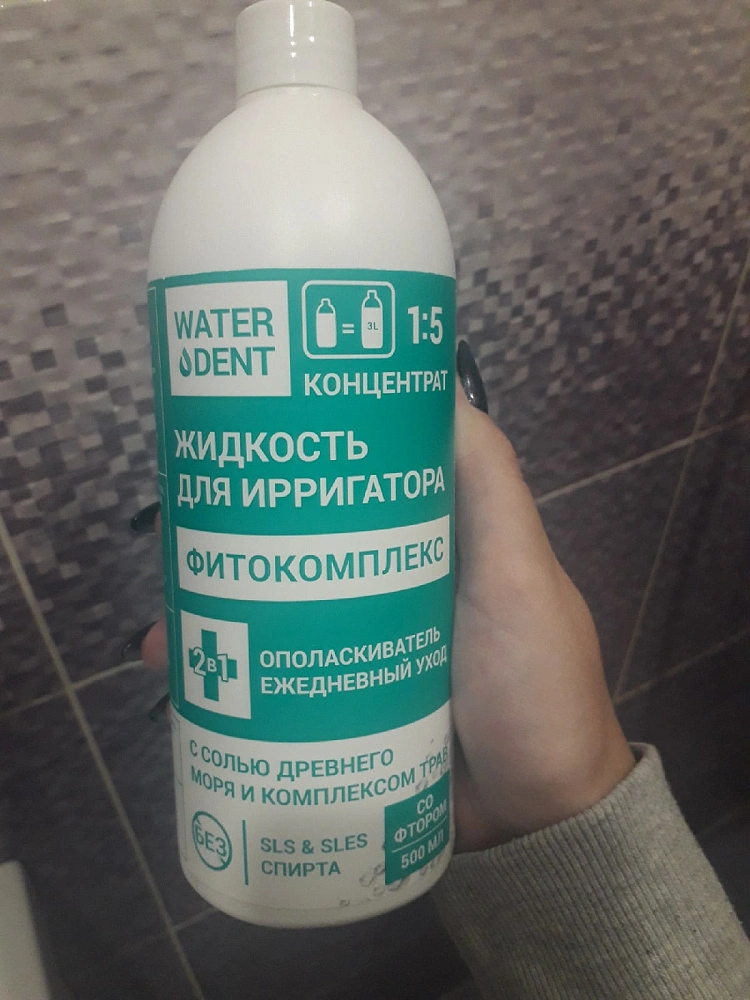 WATER
DENT
= 3L
1:5
КОНЦЕНТРАТ
ЖИДКОСТЬ
ДЛЯ ИРРИГАТОРА
ФИТОКОМПЛЕКС
2в1
ОПОЛАСКИВАТЕЛЬ
ЕЖЕДНЕВНЫЙ УХОД
С СОЛЬЮ ДРЕВНЕГО
МОРЯ И КОМПЛЕКСОМ ТРАВ
БЕЗ
SLS & SLES
СПИРТА
СО
ФТОРОМ
500 МЛ